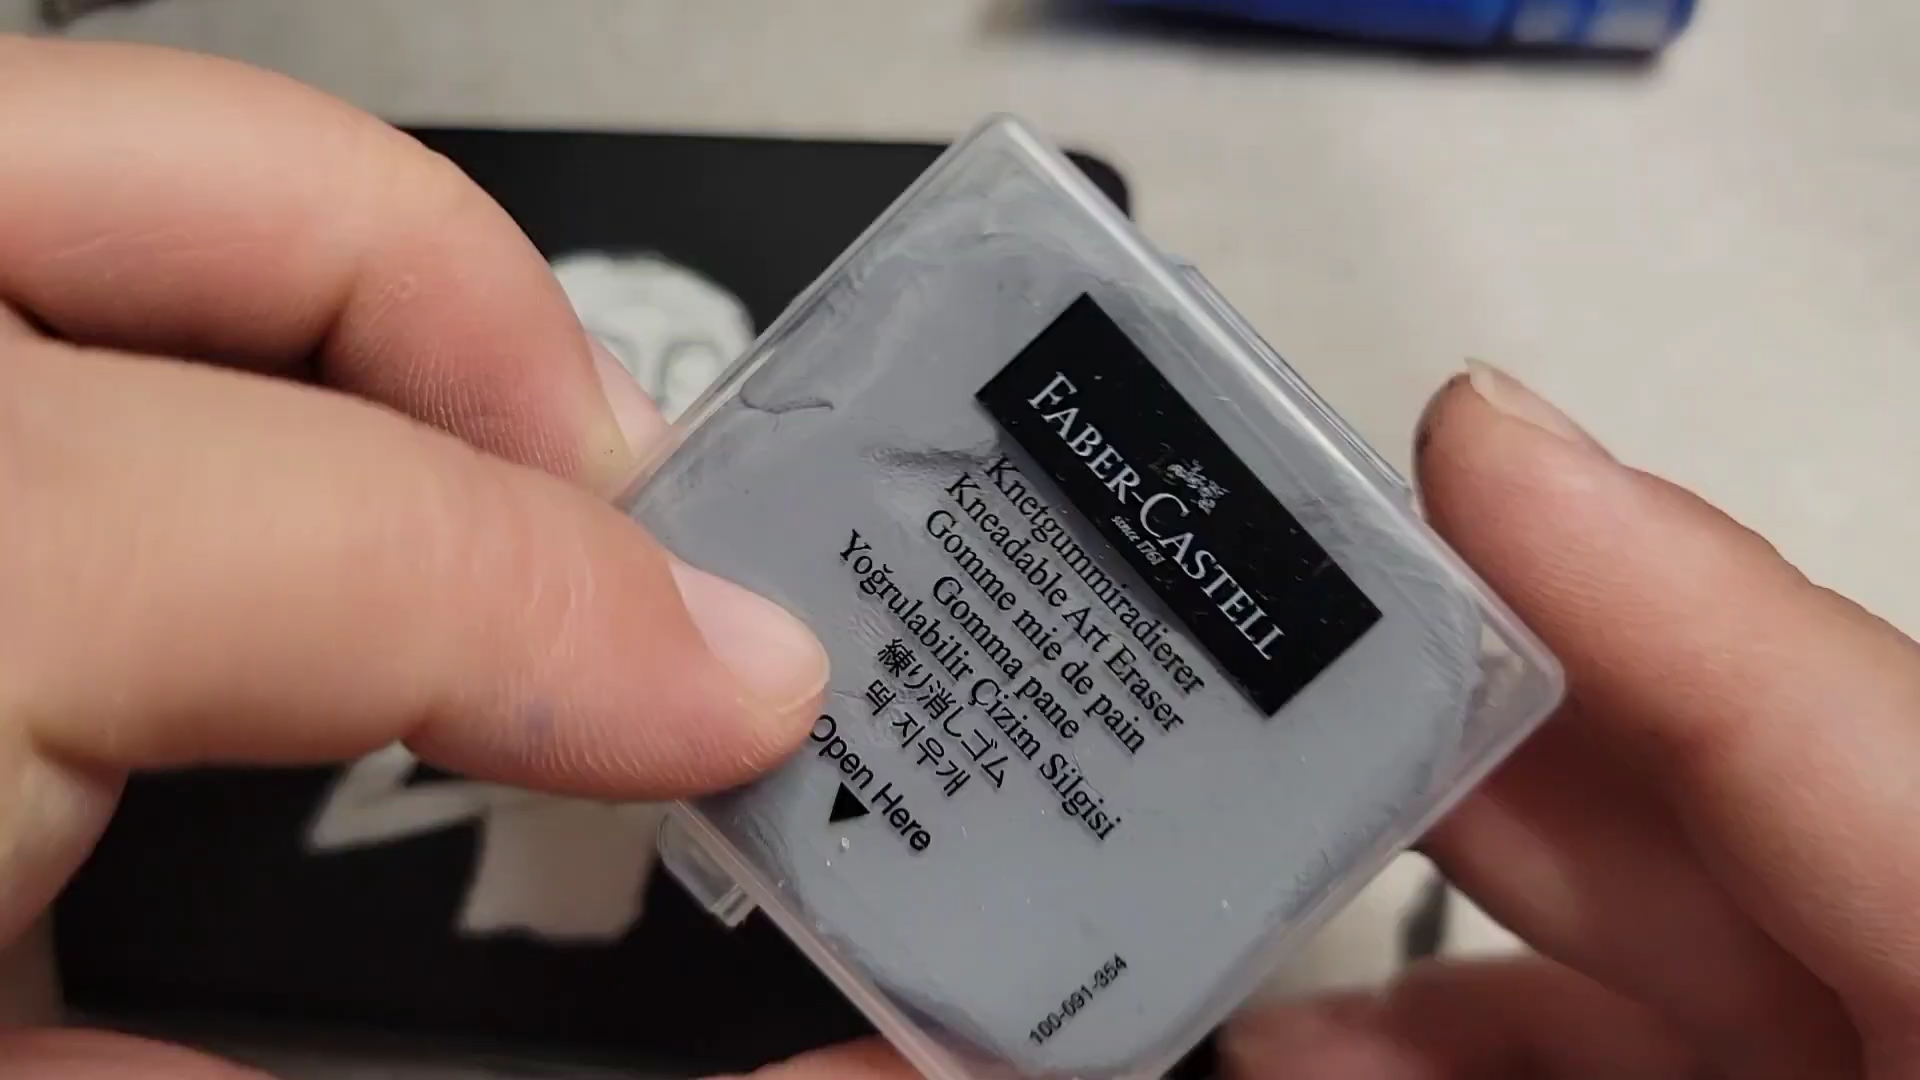 FABER-CASTELL
since 1761
Knetgummiradierer
Kneadable Art Eraser
Gomme mie de pain
Gomma pane
Yoğrulabilir Çizim Silgisi
練り消しゴム
떡 지우개
Open Here
100-091-354